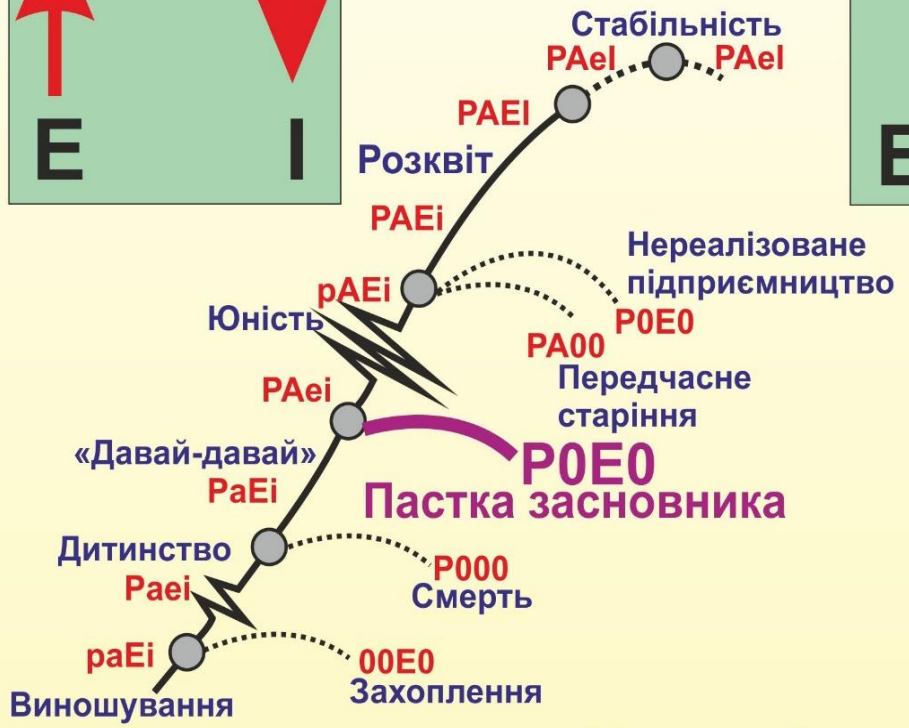 E
I
Стабільність
PAeI
PAeI
PAEI
Розквіт
PAEi
Нереалізоване
підприємництво
pAEi
Юність
P0E0
PA00
Передчасне
старіння
PAei
«Давай-давай»
PaEi
P0E0
Пастка засновника
Дитинство
Paei
P000
Смерть
paEi
00E0
Захоплення
Виношування